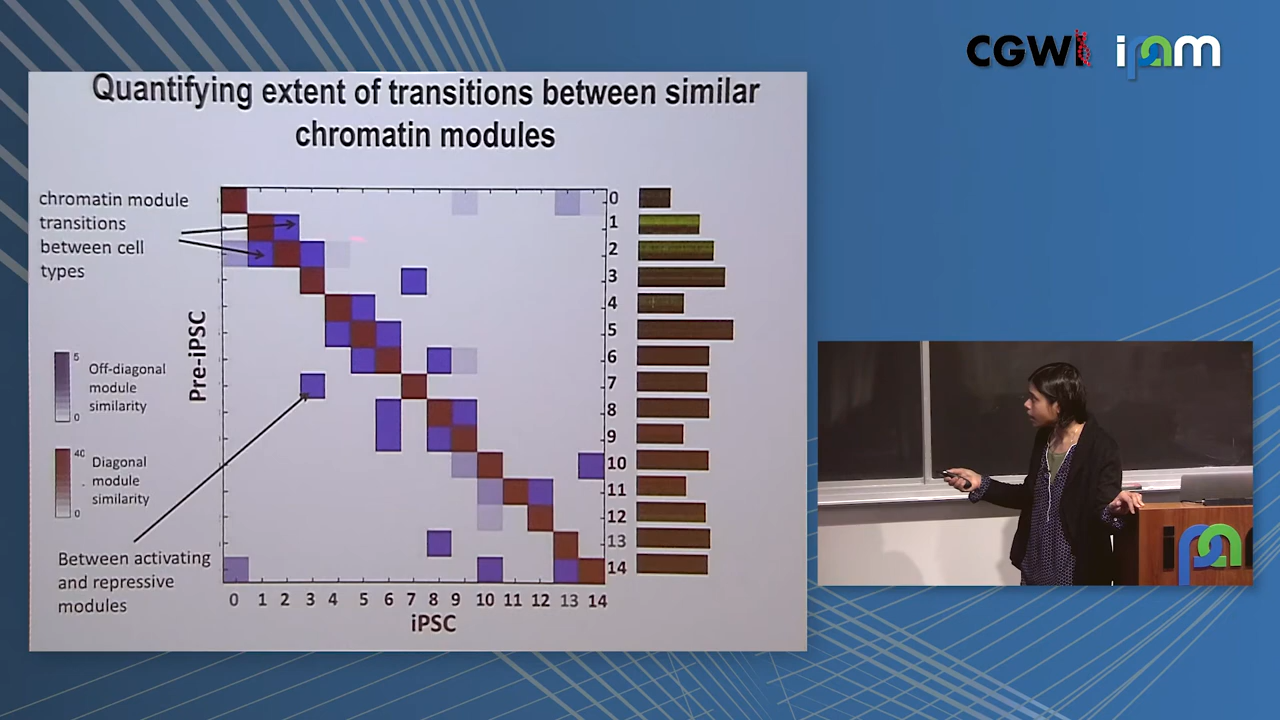 CGWI ipam
Quantifying extent of transitions between similar
chromatin modules
chromatin module
transitions
between cell
types
Pre-iPSC
5
Off-diagonal
module
similarity
0
40
Diagonal
module
similarity
0
Between activating
and repressive
modules
0
1
2
3
4
5
6
7
8
9
10
11
12
13
14
0 1 2 3 4 5 6 7 8 9 10 11 12 13 14
iPSC